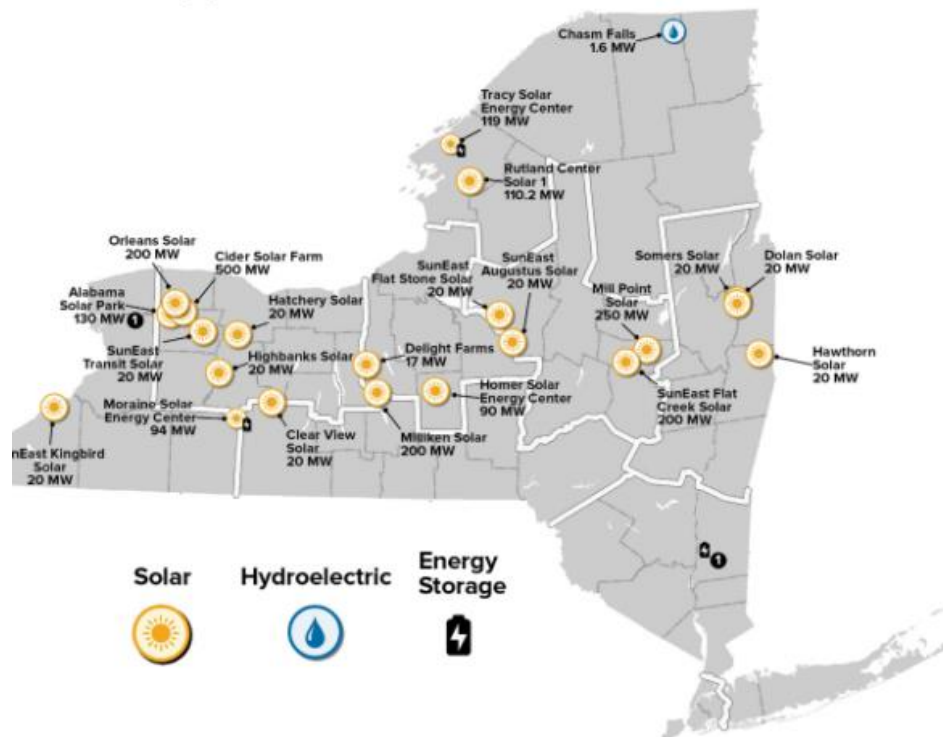 Chasm Falls
1.6 MW
Tracy Solar
Energy Center
119 MW
Rutland Center
Solar 1
110.2 MW
Orleans Solar
200 MW
Cider Solar Farm
500 MW
Alabama
Solar Park
130 MW
1
Hatchery Solar
20 MW
SunEast
Transit Solar
20 MW
Highbanks Solar
20 MW
Moraine Solar
Energy Center
94 MW
nEast Kingbird
Solar
20 MW
Clear View
Solar
20 MW
Delight Farms
17 MW
Milliken Solar
200 MW
Homer Solar
Energy Center
90 MW
SunEast
Flat Stone Solar
20 MW
SunEast
Augustus Solar
20 MW
Mill Point
Solar
250 MW
Somers Solar
20 MW
Dolan Solar
20 MW
Hawthorn
Solar
20 MW
SunEast Flat
Creek Solar
200 MW
1
Solar
Hydroelectric
Energy
Storage